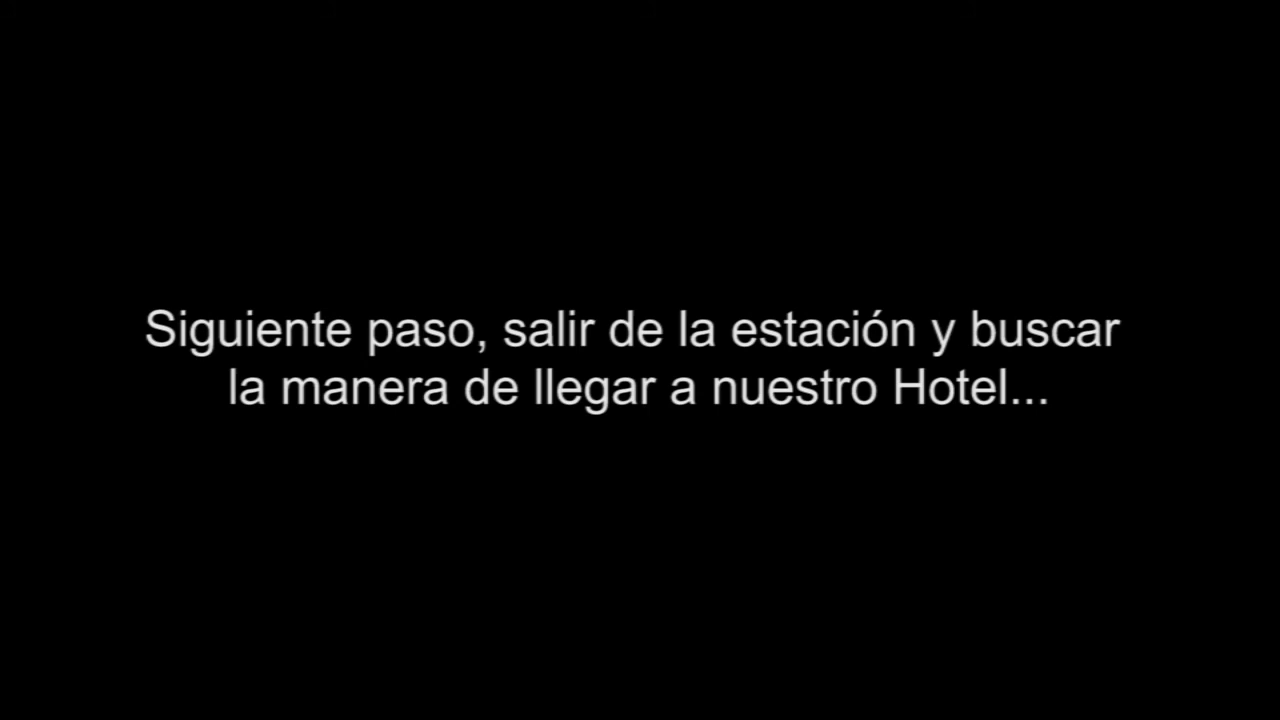 Siguiente paso, salir de la estación y buscar
la manera de llegar a nuestro Hotel...